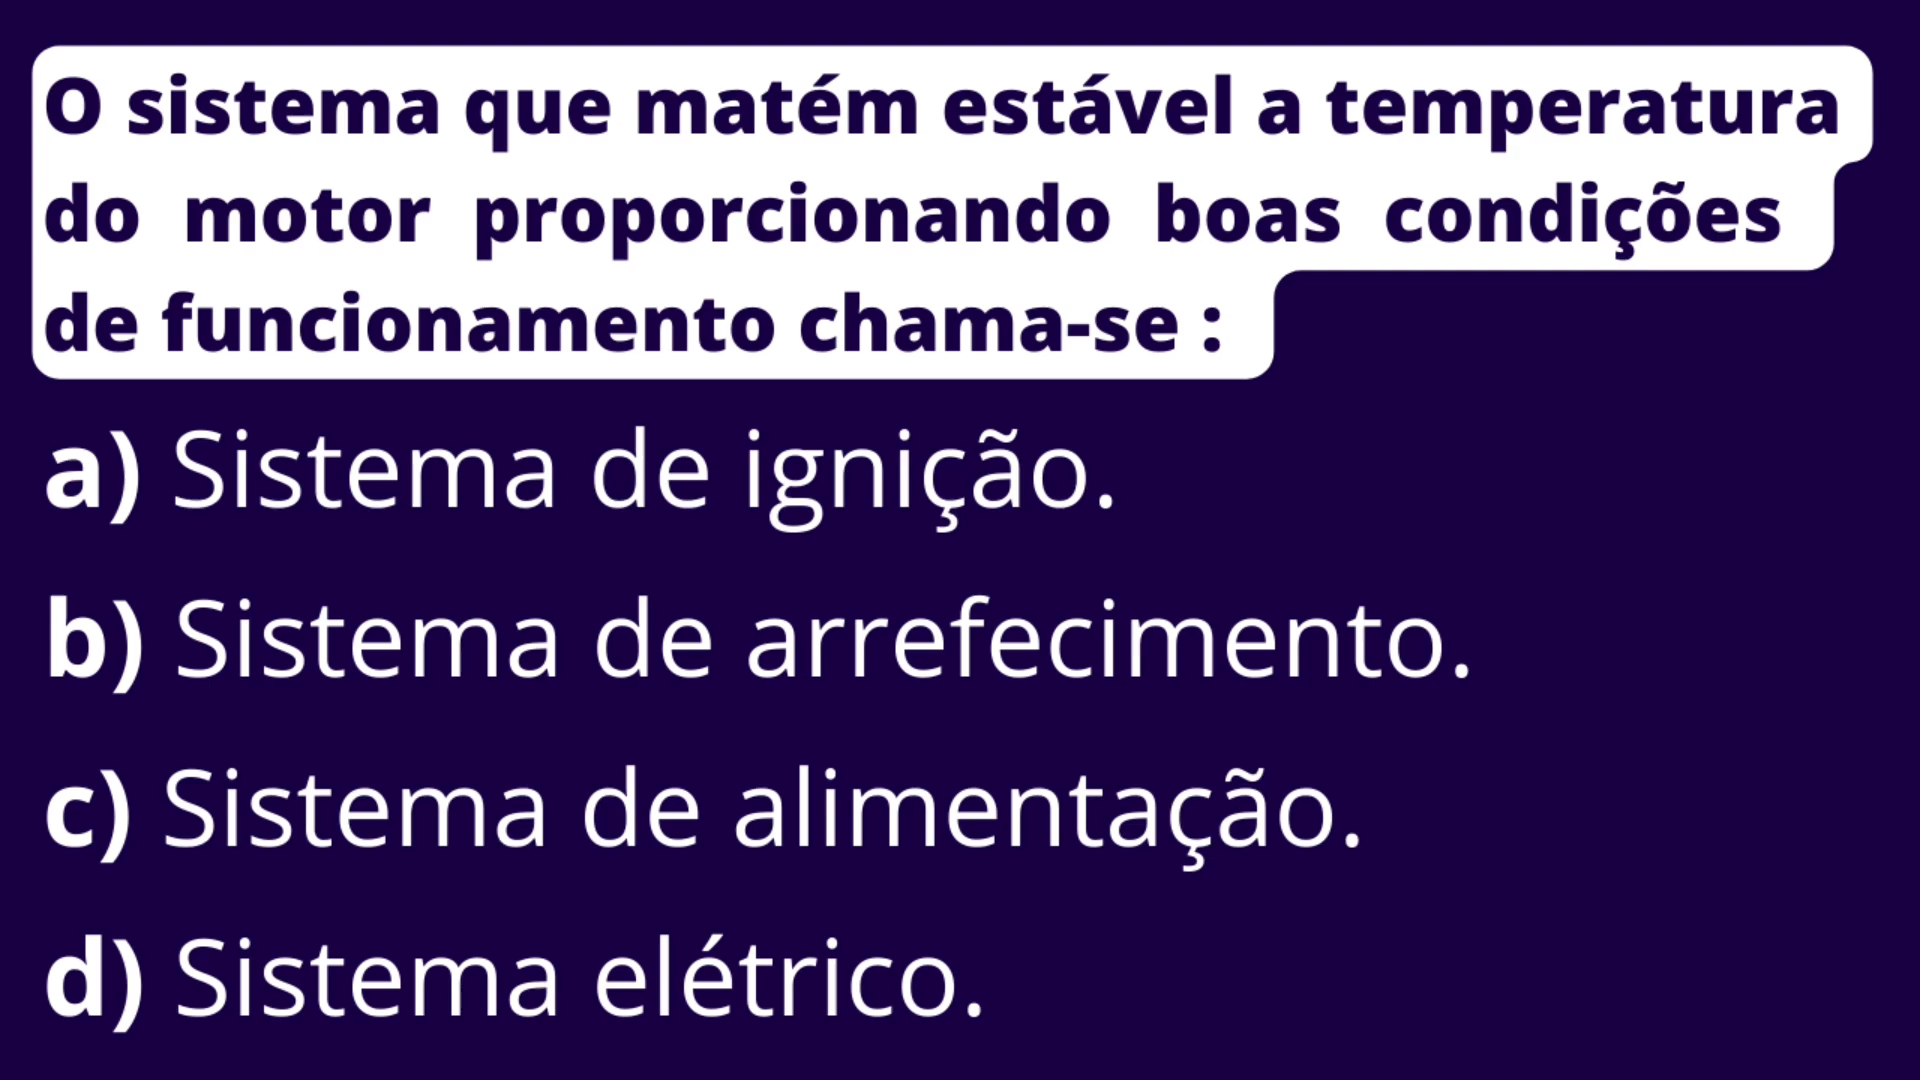 O sistema que matém estável a temperatura
do motor proporcionando boas condições
de funcionamento chama-se :
a) Sistema de ignição.
b) Sistema de arrefecimento.
c) Sistema de alimentação.
d) Sistema elétrico.